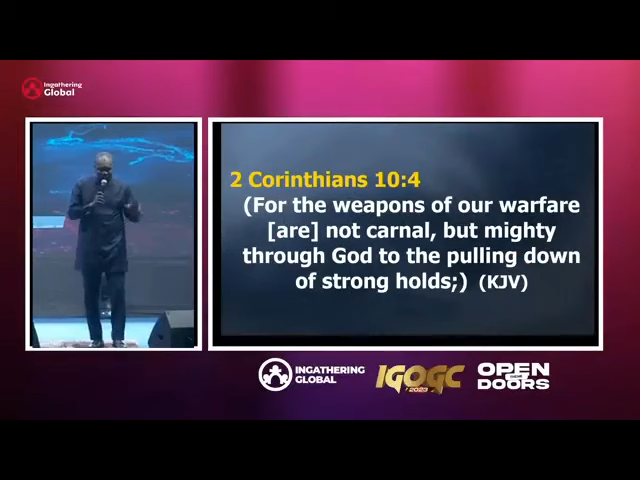 Ingathering
Global
2 Corinthians 10:4
(For the weapons of our warfare
[are] not carnal, but mighty
through God to the pulling down
of strong holds;) (KJV)
INGATHERING
GLOBAL
IGOGC
2023
OPEN
DOORS